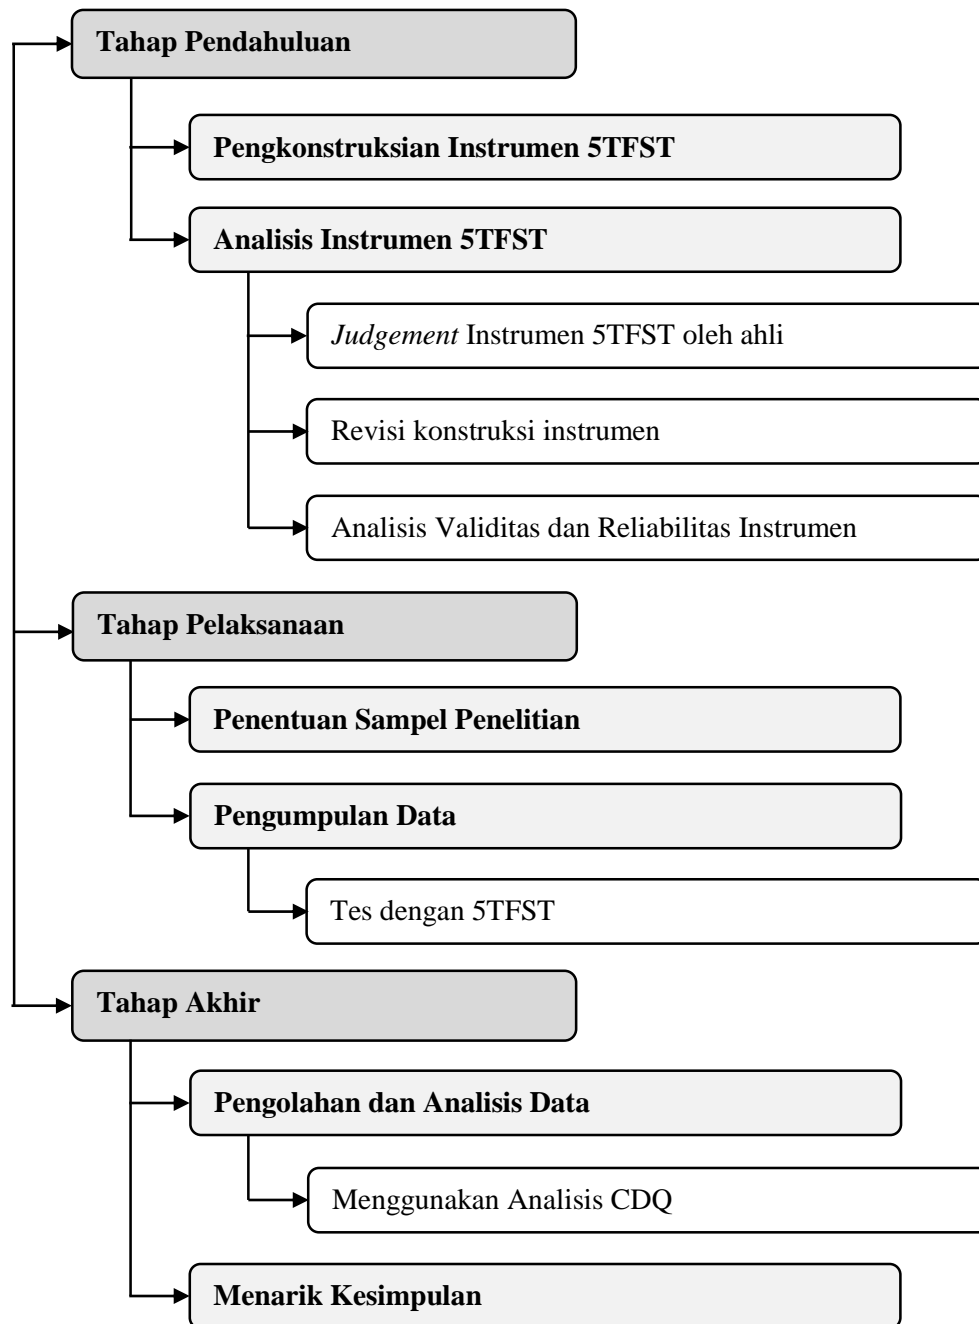 Tahap Pendahuluan
Pengkonstruksian Instrumen 5TFST
Analisis Instrumen 5TFST
Judgement Instrumen 5TFST oleh ahli
Revisi konstruksi instrumen
Analisis Validitas dan Reliabilitas Instrumen
Tahap Pelaksanaan
Penentuan Sampel Penelitian
Pengumpulan Data
Tes dengan 5TFST
Tahap Akhir
Pengolahan dan Analisis Data
Menggunakan Analisis CDQ
Menarik Kesimpulan